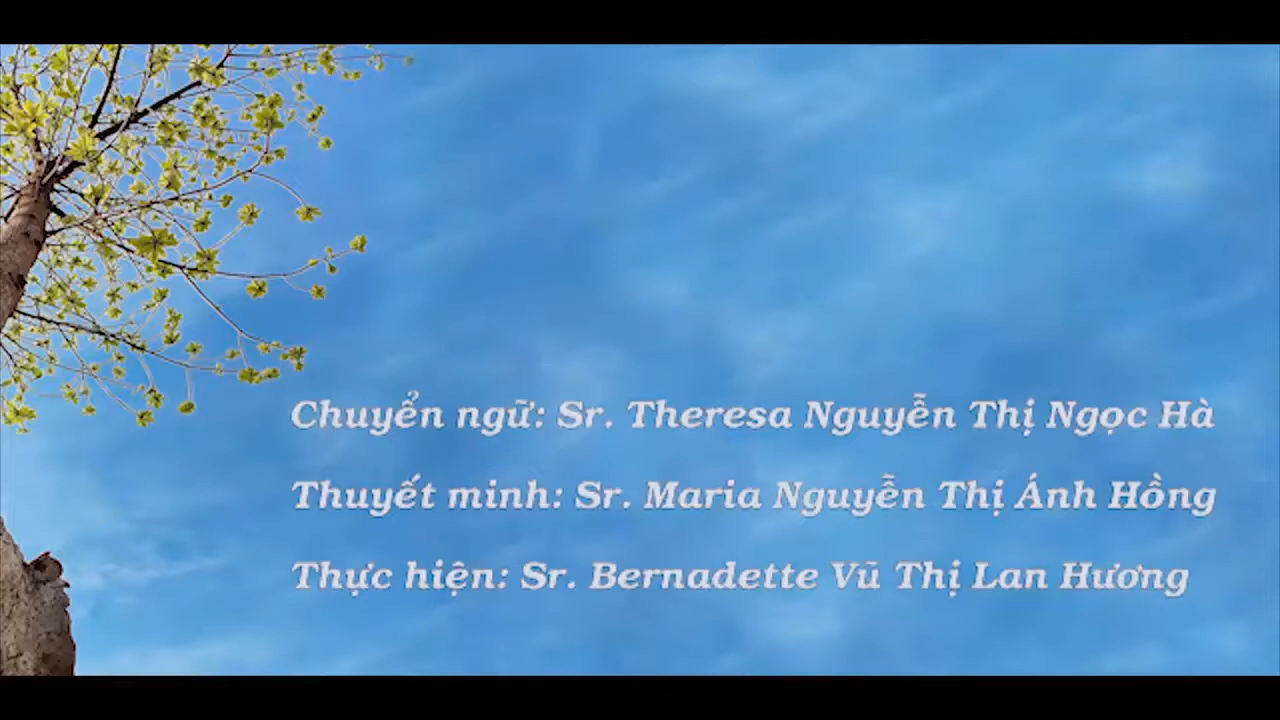 Chuyển ngữ: Sr. Theresa Nguyễn Thị Ngọc Hà
Thuyết minh: Sr. Maria Nguyễn Thị Ánh Hồng
Thực hiện: Sr. Bernadette Vũ Thị Lan Hương